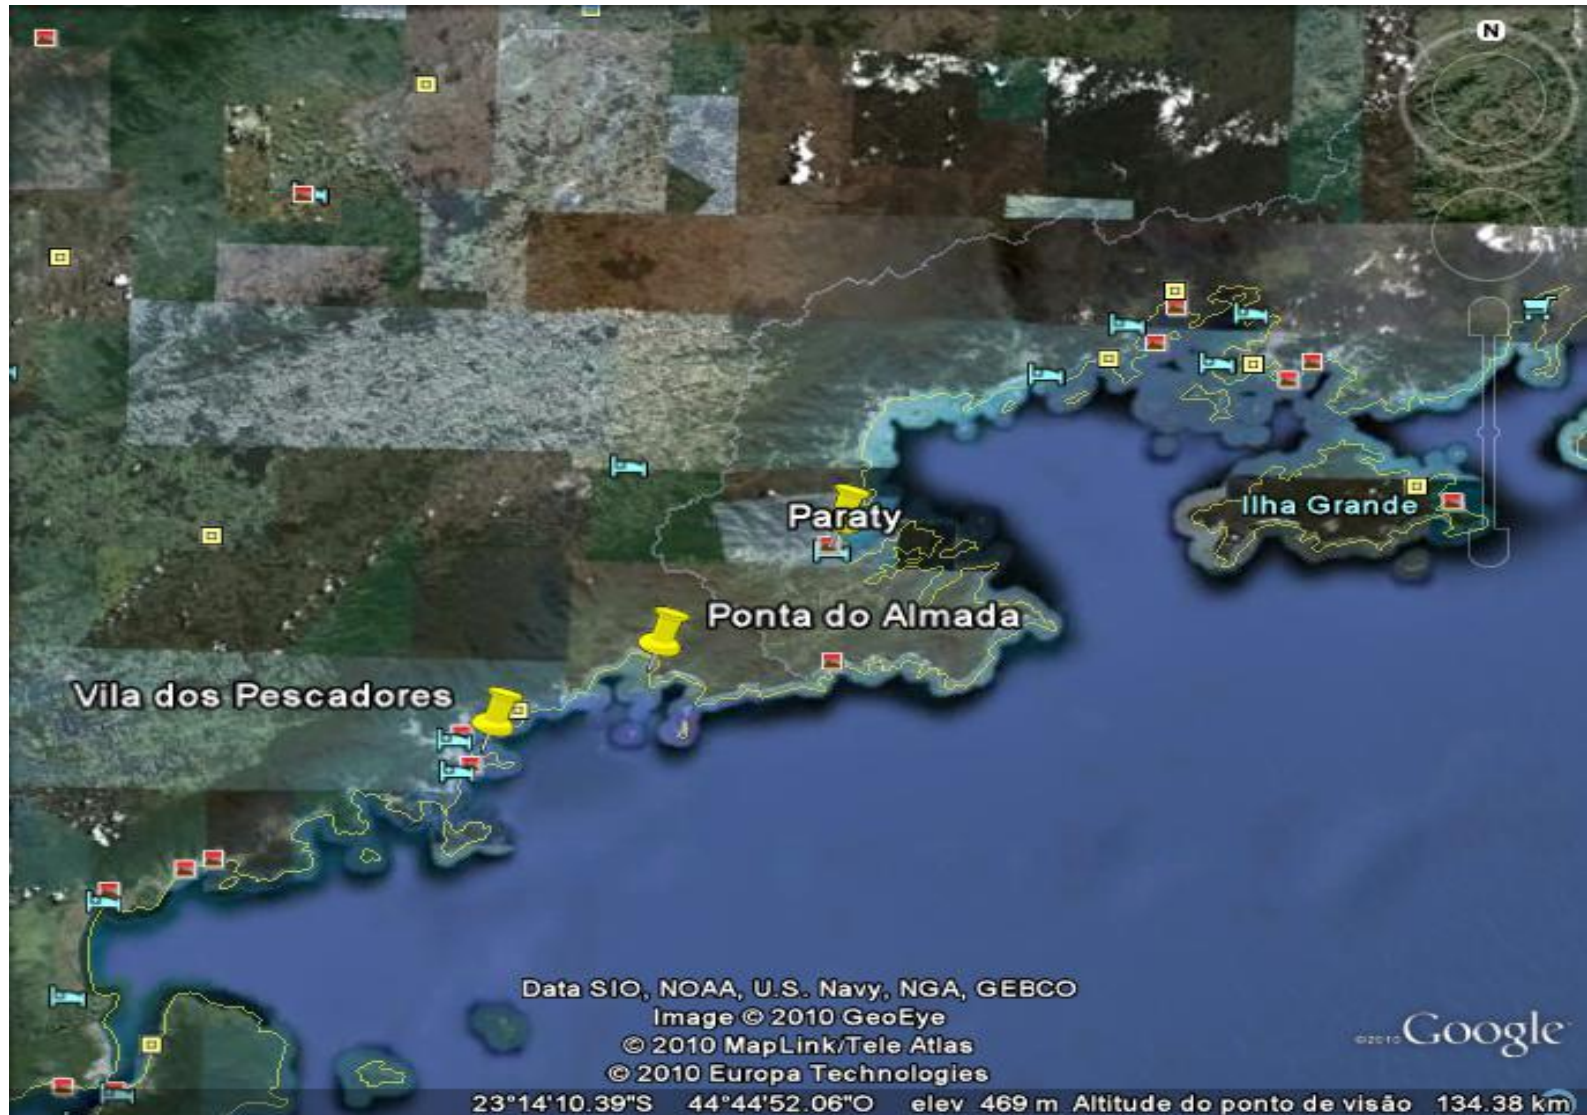 N
Ilha Grande
Paraty
Ponta do Almada
Vila dos Pescadores
Data SIO, NOAA, U.S. Navy, NGA, GEBCO
Image © 2010 GeoEye
© 2010 MapLink/Tele Atlas
© 2010 Europa Technologies
©2010 Google
23°14'10.39"S 44°44'52.06"O elev 469 m Altitude do ponto de visão 134.38 km